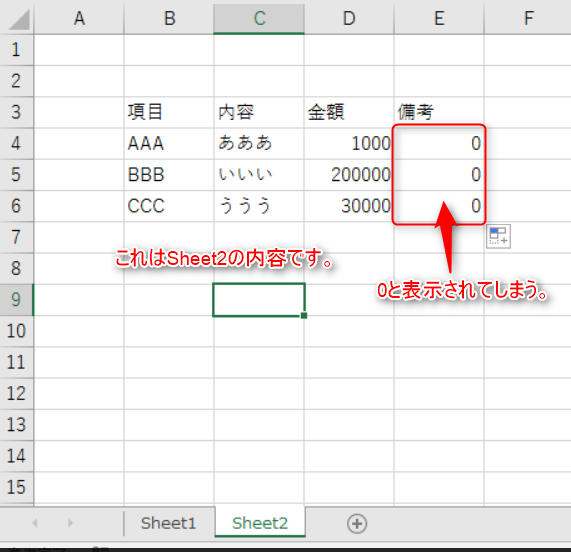 A B C D E F
1
2
3 項目 内容 金額 備考
4 AAA あああ 1000 0
5 BBB いいい 200000 0
6 CCC ううう 30000 0
7
8 これはSheet2の内容です。
9 0と表示されてしまう。
10
11
12
13
14
15
Sheet1 Sheet2